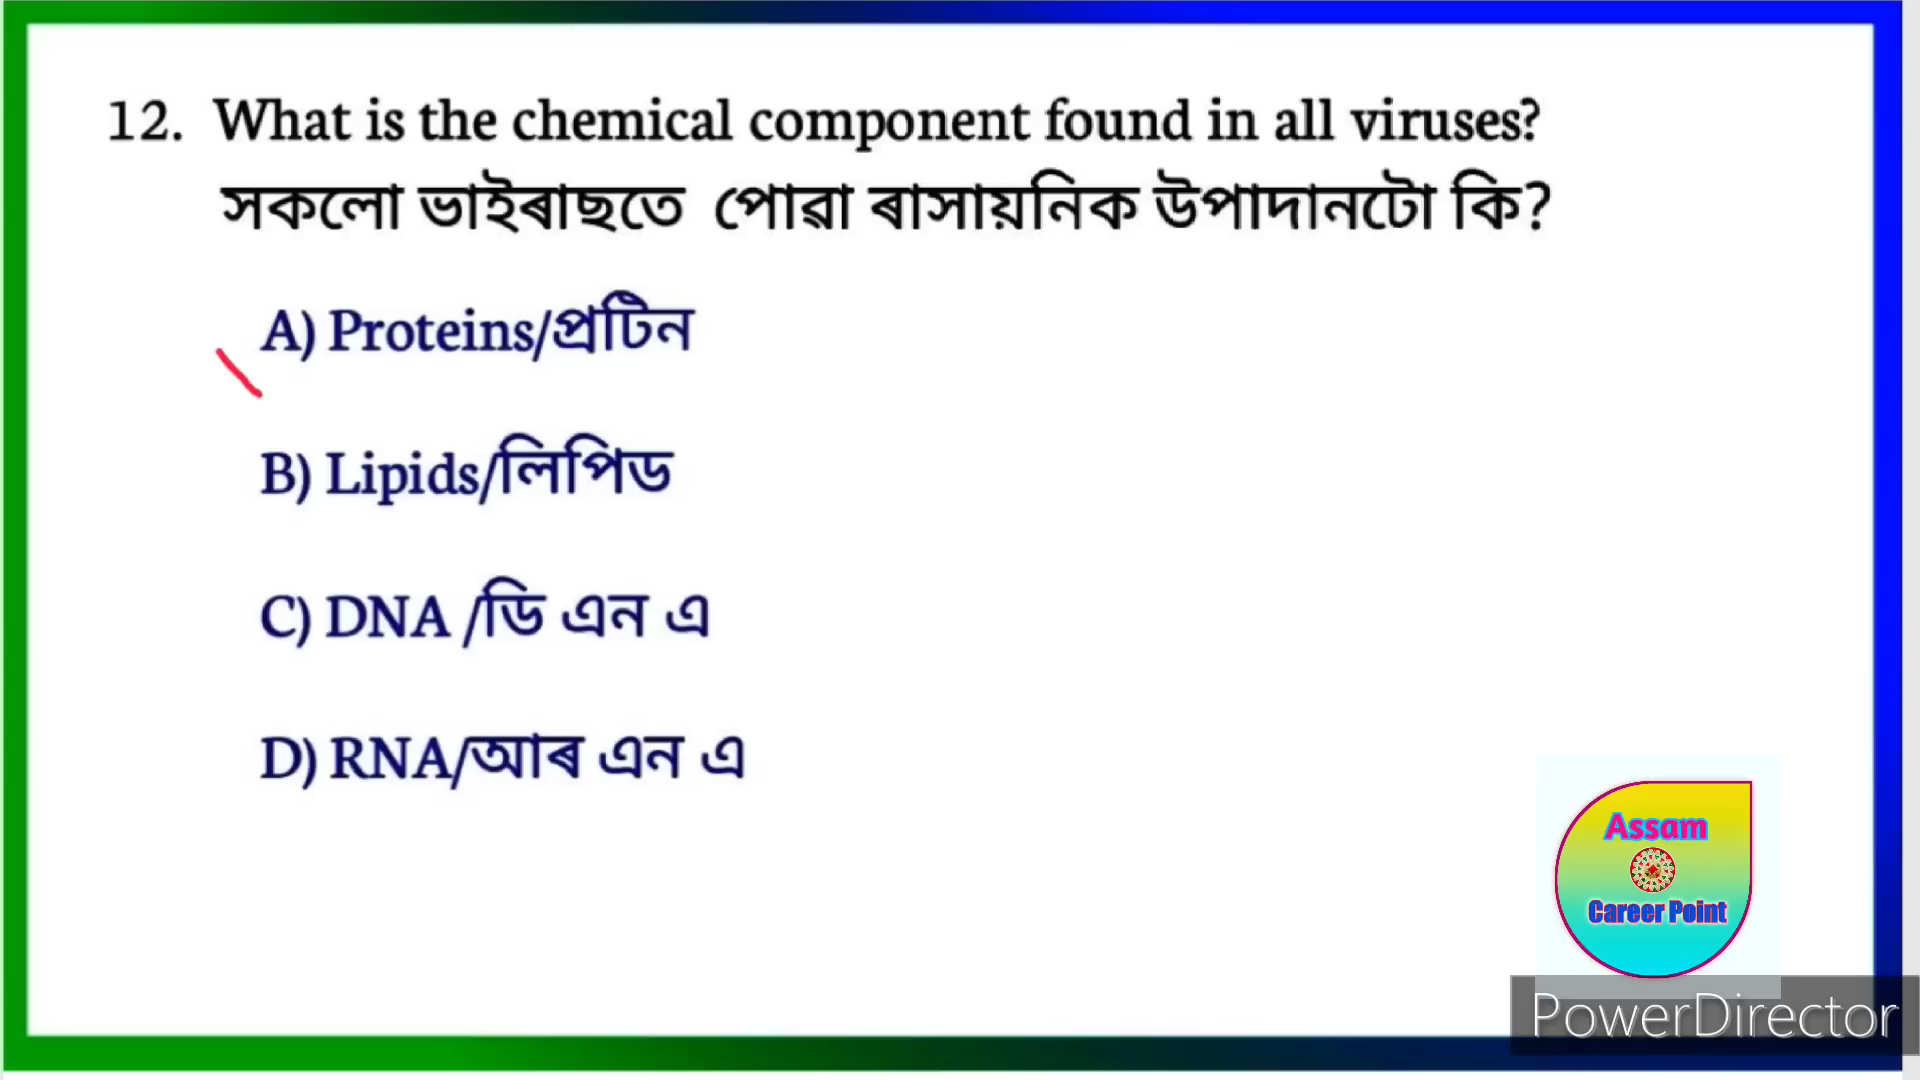 12. What is the chemical component found in all viruses?
সকলো ভাইৰাছতে পোৱা ৰাসায়নিক উপাদানটো কি?
A) Proteins/প্ৰটিন
B) Lipids/লিপিড
C) DNA /ডি এন এ
D) RNA/আৰ এন এ
Assam
Career Point
PowerDirector